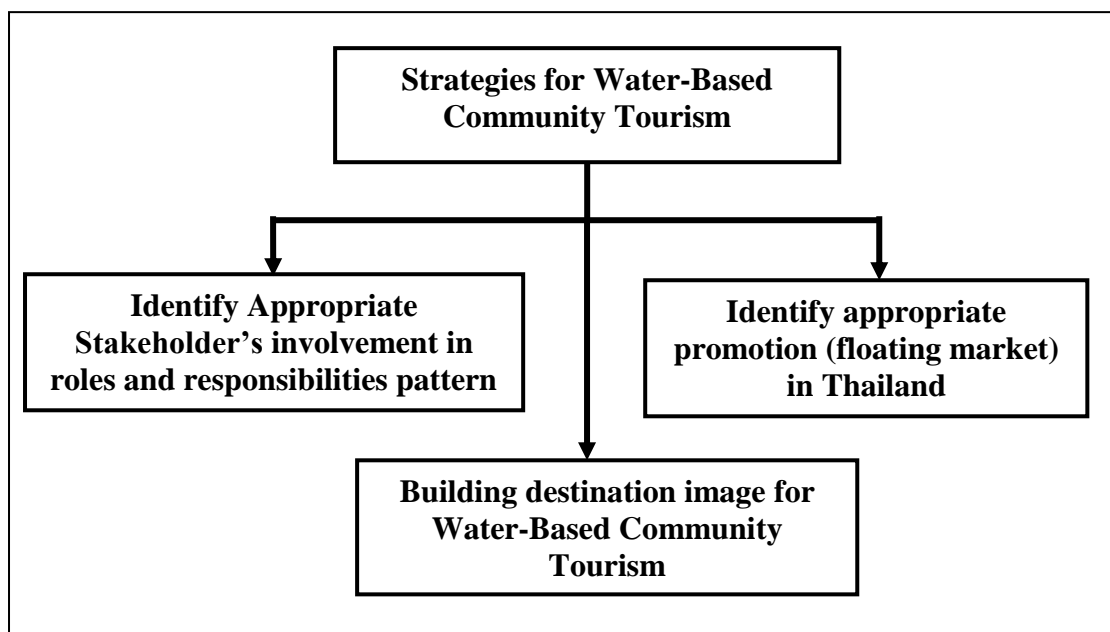 Strategies for Water-Based
Community Tourism
Identify Appropriate
Stakeholder’s involvement in
roles and responsibilities pattern
Identify appropriate
promotion (floating market)
in Thailand
Building destination image for
Water-Based Community
Tourism